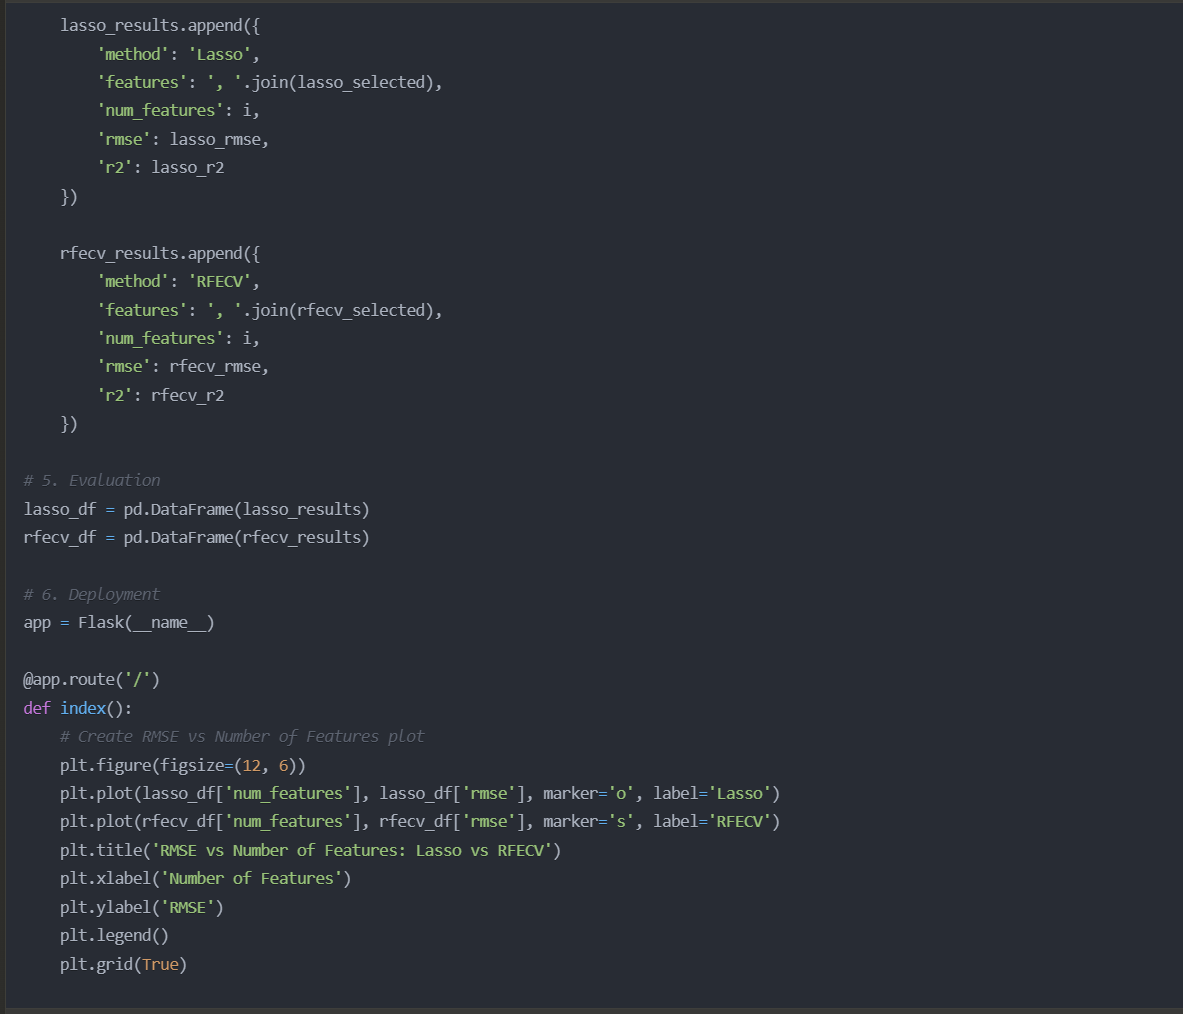 lasso_results.append({
'method': 'Lasso',
'features': ', '.join(lasso_selected),
'num_features': i,
'rmse': lasso_rmse,
'r2': lasso_r2
})
rfecv_results.append({
'method': 'RFECV',
'features': ', '.join(rfecv_selected),
'num_features': i,
'rmse': rfecv_rmse,
'r2': rfecv_r2
})
# 5. Evaluation
lasso_df = pd.DataFrame(lasso_results)
rfecv_df = pd.DataFrame(rfecv_results)
# 6. Deployment
app = Flask(__name__)
@app.route('/')
def index():
# Create RMSE vs Number of Features plot
plt.figure(figsize=(12, 6))
plt.plot(lasso_df['num_features'], lasso_df['rmse'], marker='o', label='Lasso')
plt.plot(rfecv_df['num_features'], rfecv_df['rmse'], marker='s', label='RFECV')
plt.title('RMSE vs Number of Features: Lasso vs RFECV')
plt.xlabel('Number of Features')
plt.ylabel('RMSE')
plt.legend()
plt.grid(True)